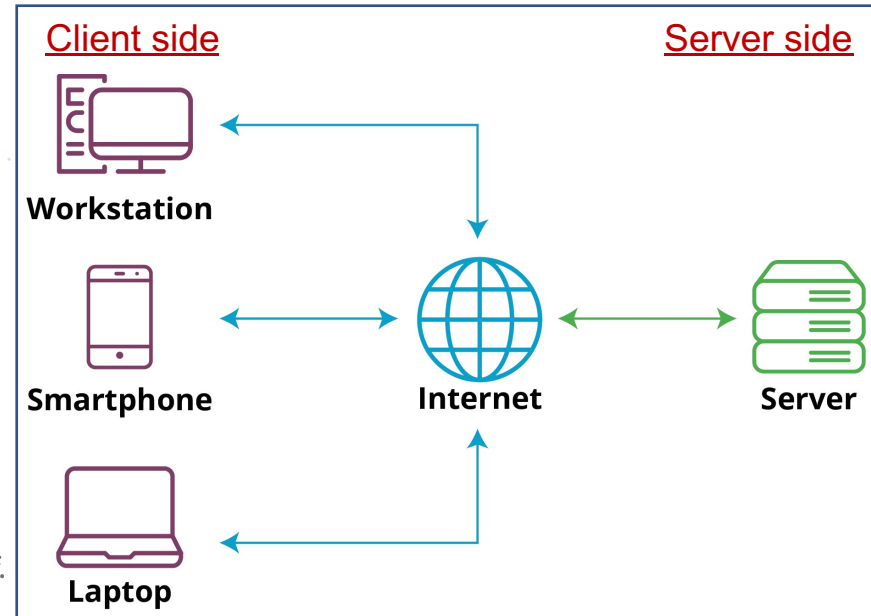 Client side
Server side
Workstation
Smartphone
Internet
Server
Laptop